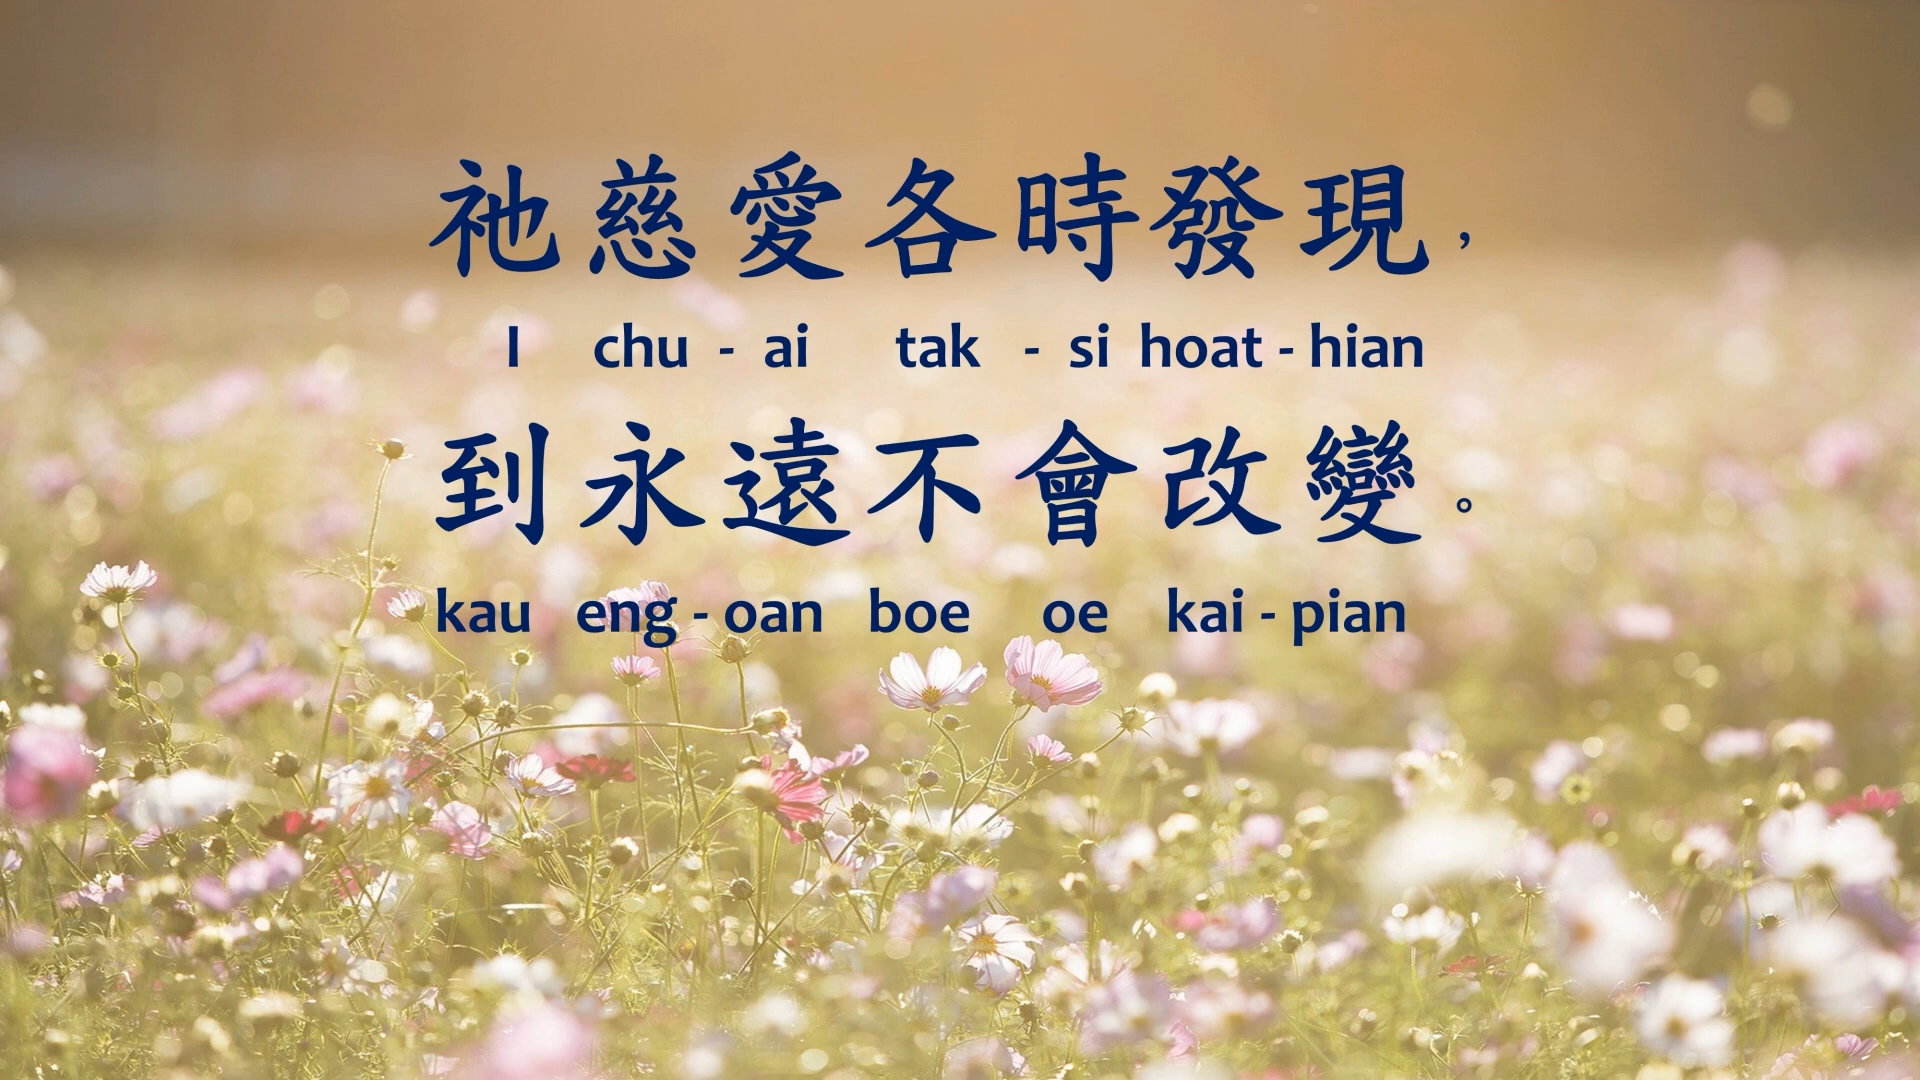 祂慈愛各時發現，
I chu - ai tak - si hoat - hian
到永遠不會改變。
kau eng - oan boe oe kai - pian